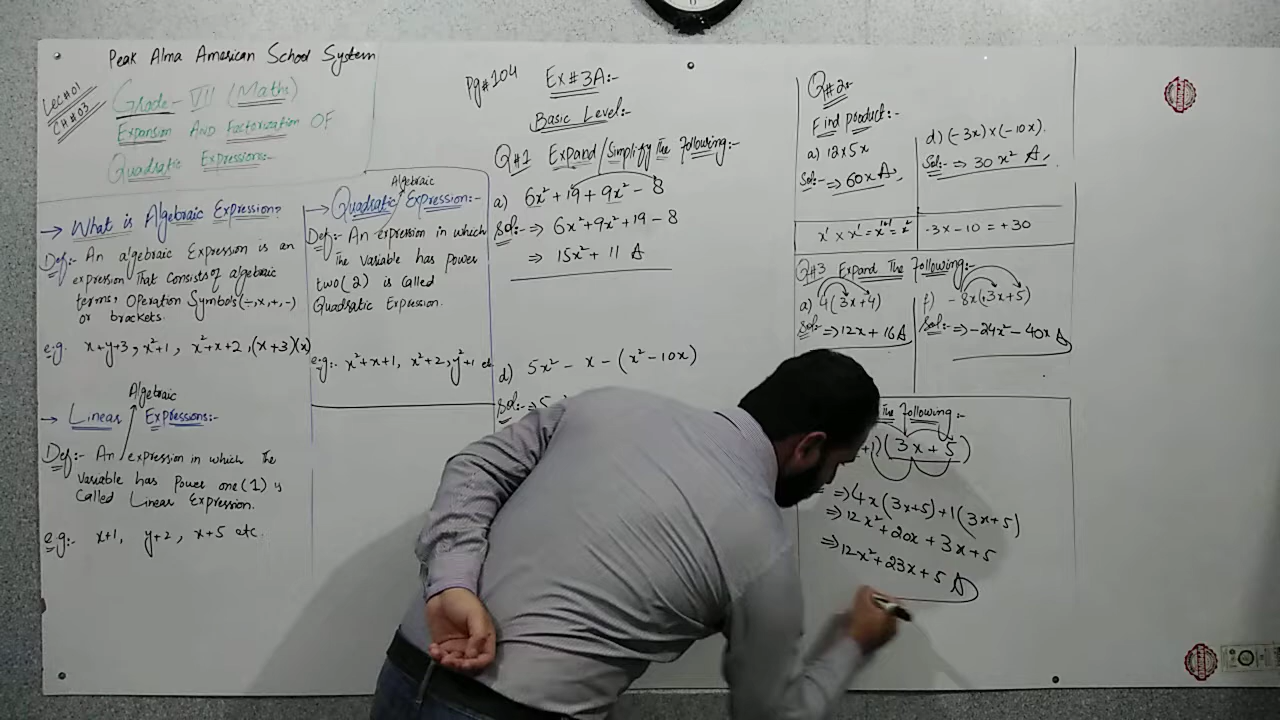 Peak Alma American School System
Lec#01
CH#03
Grade-VII (Maths)
Expansion AND Factorization OF
Quadratic Expressions:-
→ What is Algebraic Expression?
Def:- An algebraic Expression is an
expression That consists of algebraic
terms, Operation Symbols (÷,x,+,-)
or brackets.
e.g. x+y+3, x²+1, x²+x+2, (x+3)(x)
Algebraic
→ Linear Expressions:-
Def:- An expression in which The
Variable has Power one (1) is
Called Linear Expression.
e.g:- x+1, y+2, x+5 etc.
Algebraic
→ Quadratic Expression:-
Def:- An expression in which
The Variable has power
two (2) is called
Quadratic Expression.
e.g:- x²+x+1, x²+2, y²+1 etc
Pg#104 Ex#3A:-
Basic Level:-
Q#1 Expand/Simplify The Following:-
a) 6x² + 19 + 9x² - 8
Sol:- ⇒ 6x² + 9x² + 19 - 8
⇒ 15x² + 11 A
d) 5x² - x - (x² - 10x)
Sol:- ⇒ 5
Q#2:-
Find product:-
a) 12 x 5x
Sol:- ⇒ 60x A
d) (-3x) x (-10x).
Sol:- ⇒ 30x² A
x¹ × x¹ = x¹⁺¹ = x²
-3x-10 = +30
Q#3 Expand The Following:-
a) 4(3x+4)
Sol:- ⇒ 12x + 16 A
f) -8x(3x+5)
Sol:- ⇒ -24x² - 40x A
The Following:-
+1)(3x+5)
⇒ 4x(3x+5)+1(3x+5)
⇒ 12x² + 20x + 3x + 5
⇒ 12x² + 23x + 5 A